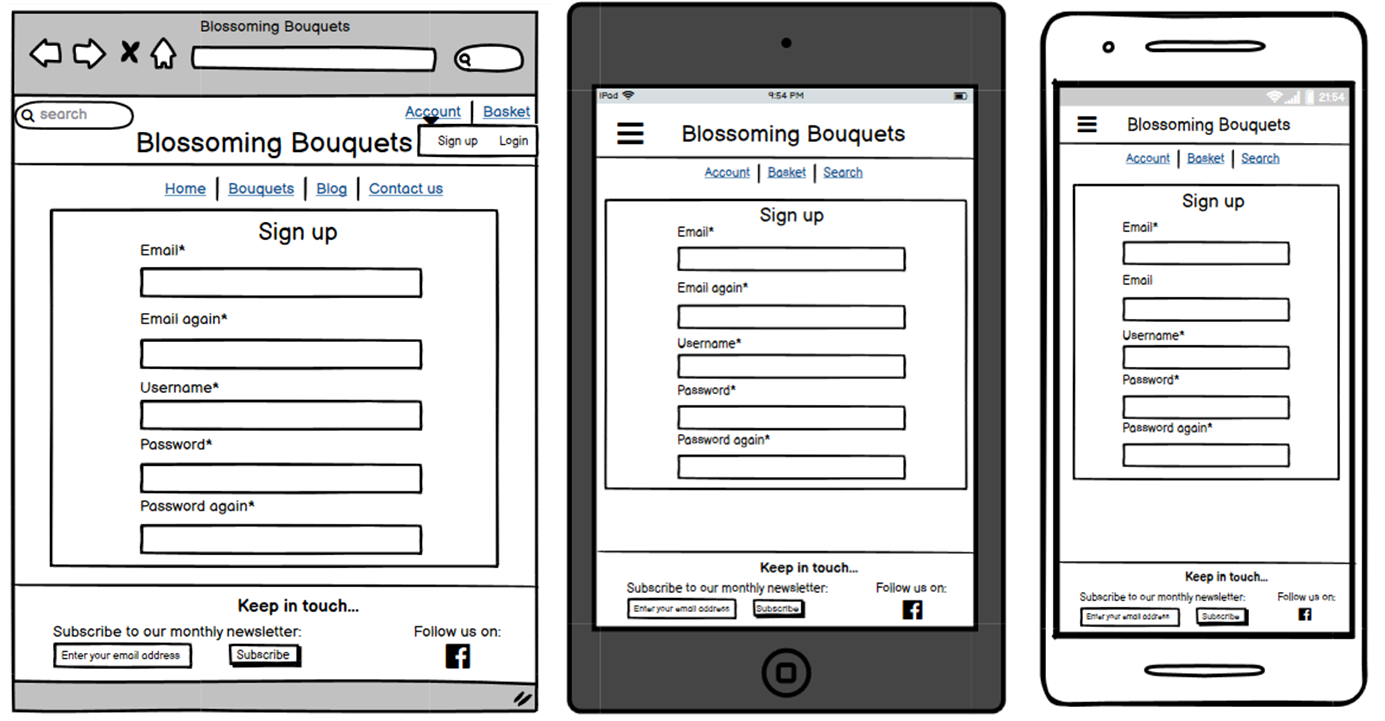 Blossoming Bouquets
search
Account Basket
Blossoming Bouquets
Sign up Login
Home Bouquets Blog Contact us
Sign up
Email*
Email again*
Username*
Password*
Password again*
Keep in touch...
Subscribe to our monthly newsletter: Follow us on:
Enter your email address Subscribe
iPad 9:54 PM
Blossoming Bouquets
Account Basket Search
Sign up
Email*
Email again*
Username*
Password*
Password again*
Keep in touch...
Subscribe to our monthly newsletter: Follow us on:
Enter your email address Subscribe
21:54
Blossoming Bouquets
Account Basket Search
Sign up
Email*
Email
Username*
Password*
Password again*
Keep in touch...
Subscribe to our monthly newsletter: Follow us on:
Enter your email address Subscribe